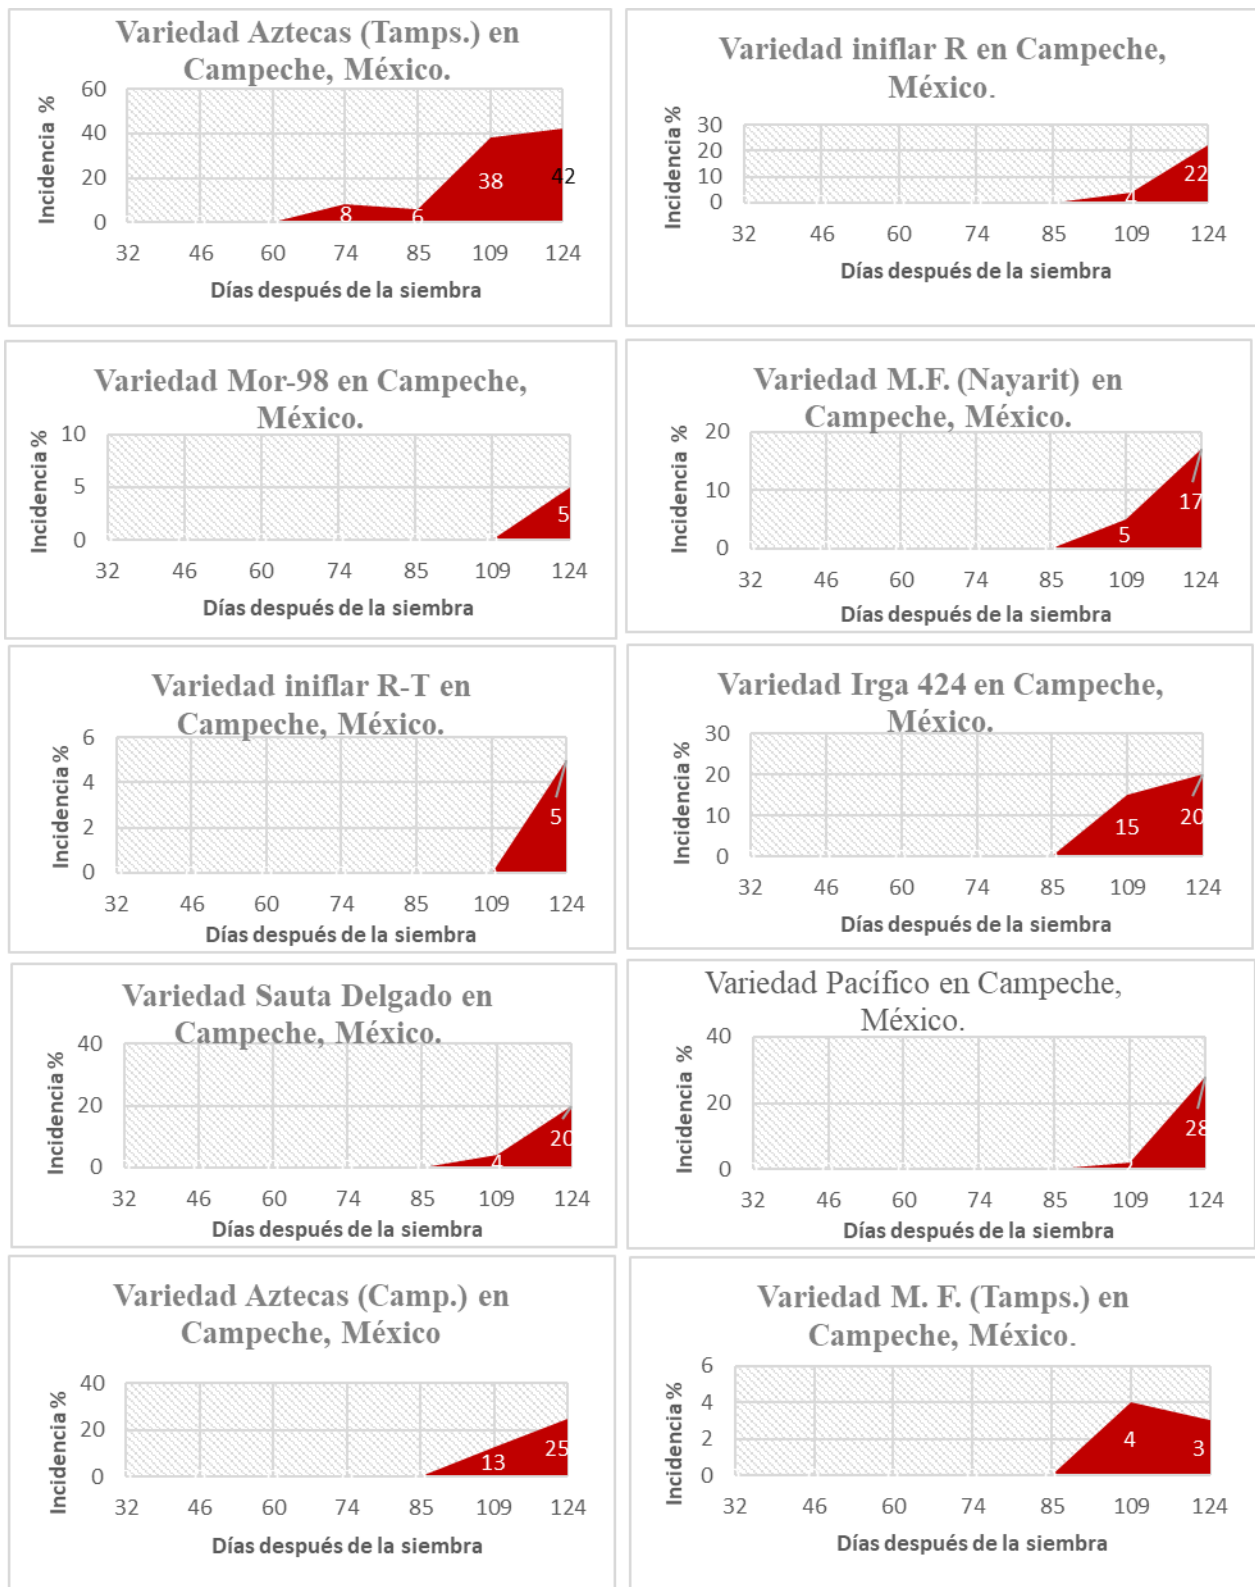 Variedad Aztecas (Tamps.) en
Campeche, México.
Incidencia %
60
40
20
0
8
6
38
42
32 46 60 74 85 109 124
Días después de la siembra
Variedad iniflar R en Campeche,
México.
Incidencia %
30
20
10
0
4
22
32 46 60 74 85 109 124
Días después de la siembra
Variedad Mor-98 en Campeche,
México.
Incidencia %
10
5
0
5
32 46 60 74 85 109 124
Días después de la siembra
Variedad M.F. (Nayarit) en
Campeche, México.
Incidencia %
20
10
0
5
17
32 46 60 74 85 109 124
Días después de la siembra
Variedad iniflar R-T en
Campeche, México.
Incidencia %
6
4
2
0
5
32 46 60 74 85 109 124
Días después de la siembra
Variedad Irga 424 en Campeche,
México.
Incidencia %
30
20
10
0
15
20
32 46 60 74 85 109 124
Días después de la siembra
Variedad Sauta Delgado en
Campeche, México.
Incidencia %
40
20
0
4
20
32 46 60 74 85 109 124
Días después de la siembra
Variedad Pacífico en Campeche,
México.
Incidencia %
40
20
0
28
32 46 60 74 85 109 124
Días después de la siembra
Variedad Aztecas (Camp.) en
Campeche, México
Incidencia %
40
20
0
13
25
32 46 60 74 85 109 124
Días después de la siembra
Variedad M. F. (Tamps.) en
Campeche, México.
Incidencia %
6
4
2
0
4
3
32 46 60 74 85 109 124
Días después de la siembra